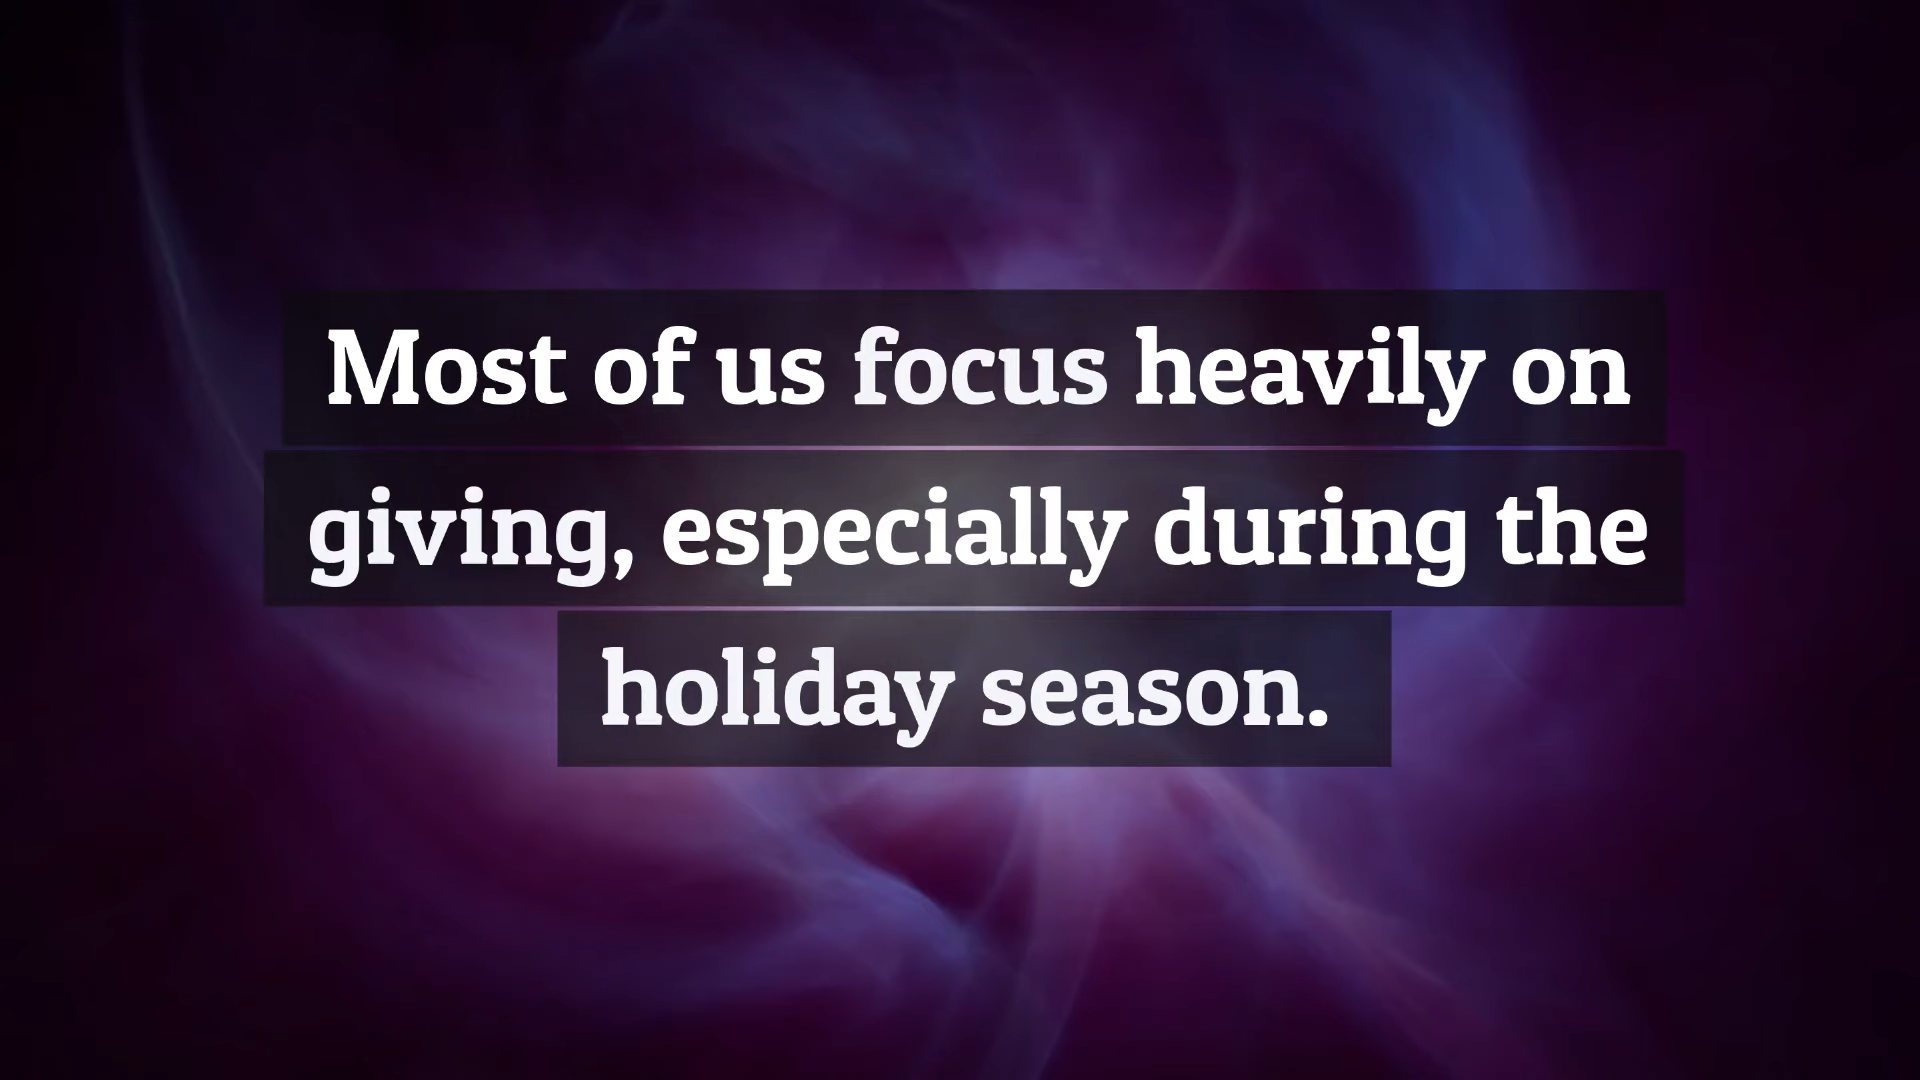 Most of us focus heavily on
giving, especially during the
holiday season.